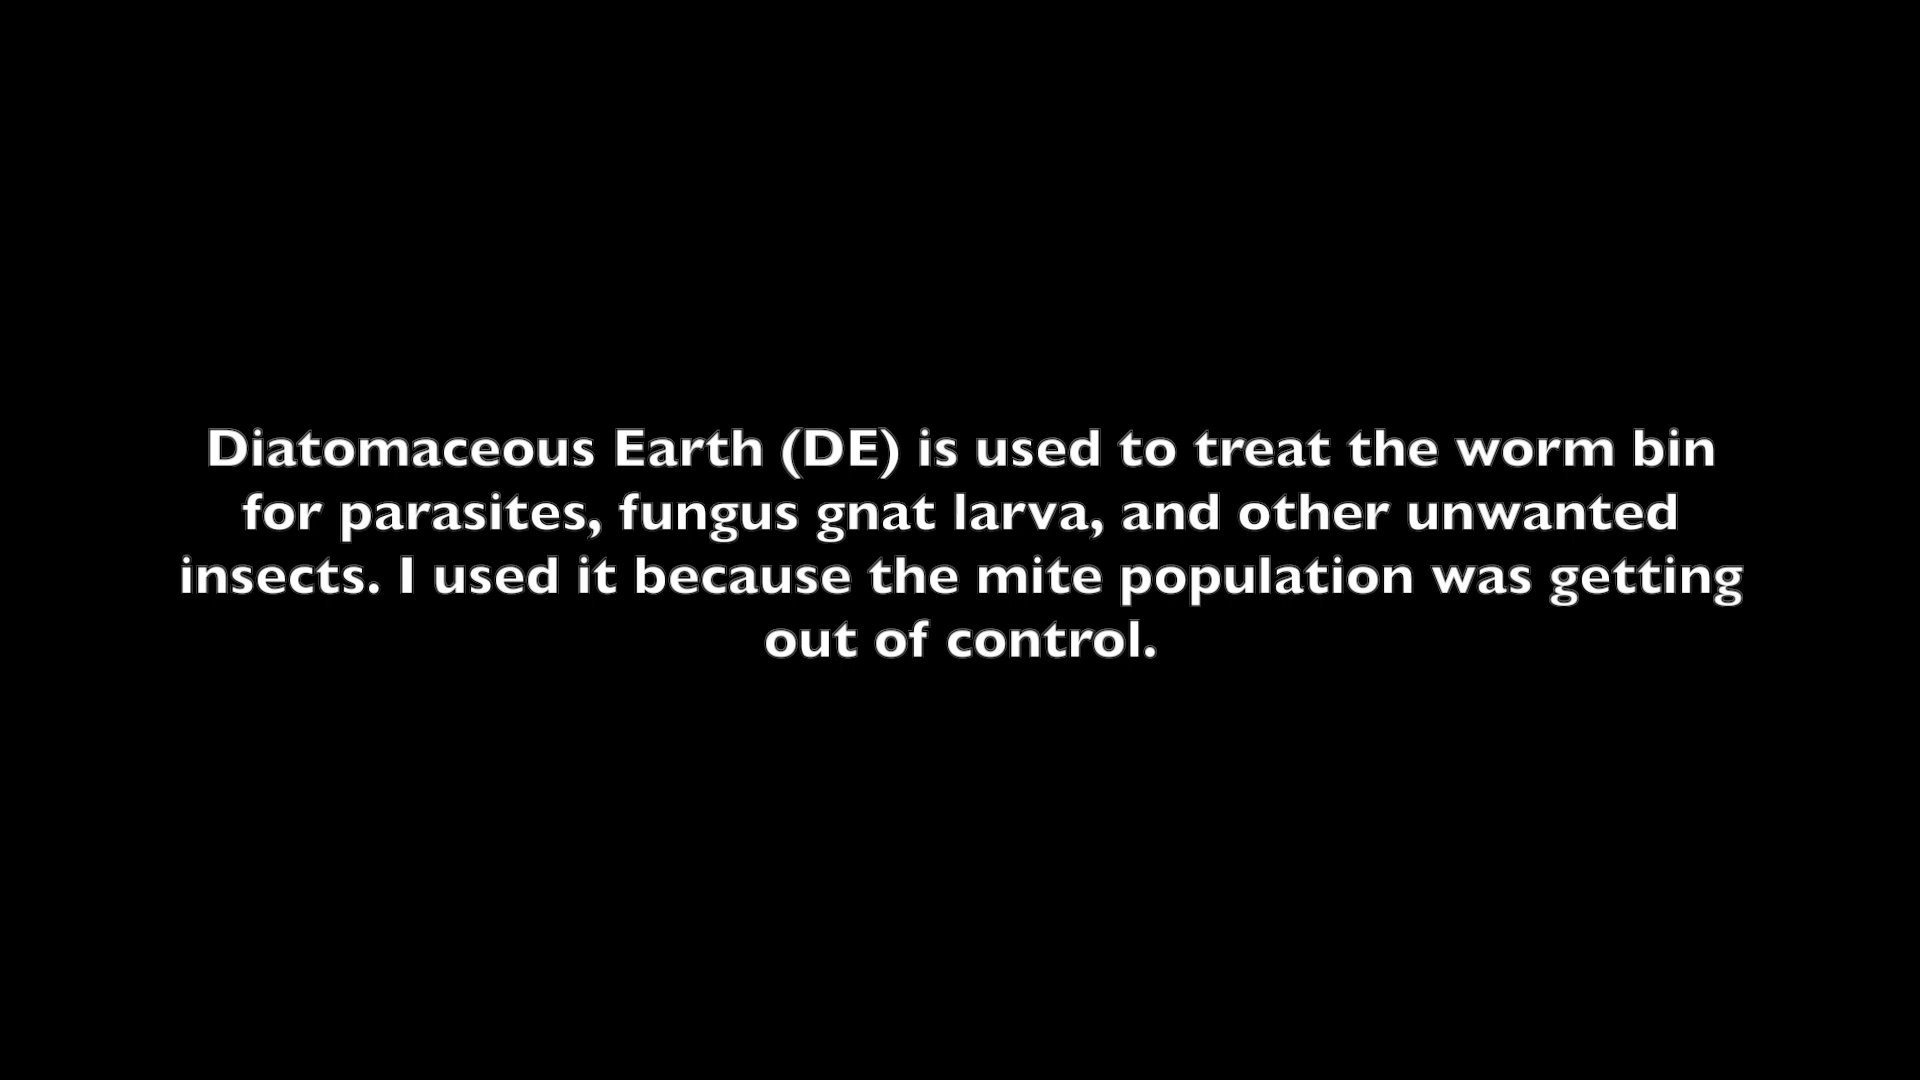 Diatomaceous Earth (DE) is used to treat the worm bin
for parasites, fungus gnat larva, and other unwanted
insects. I used it because the mite population was getting
out of control.